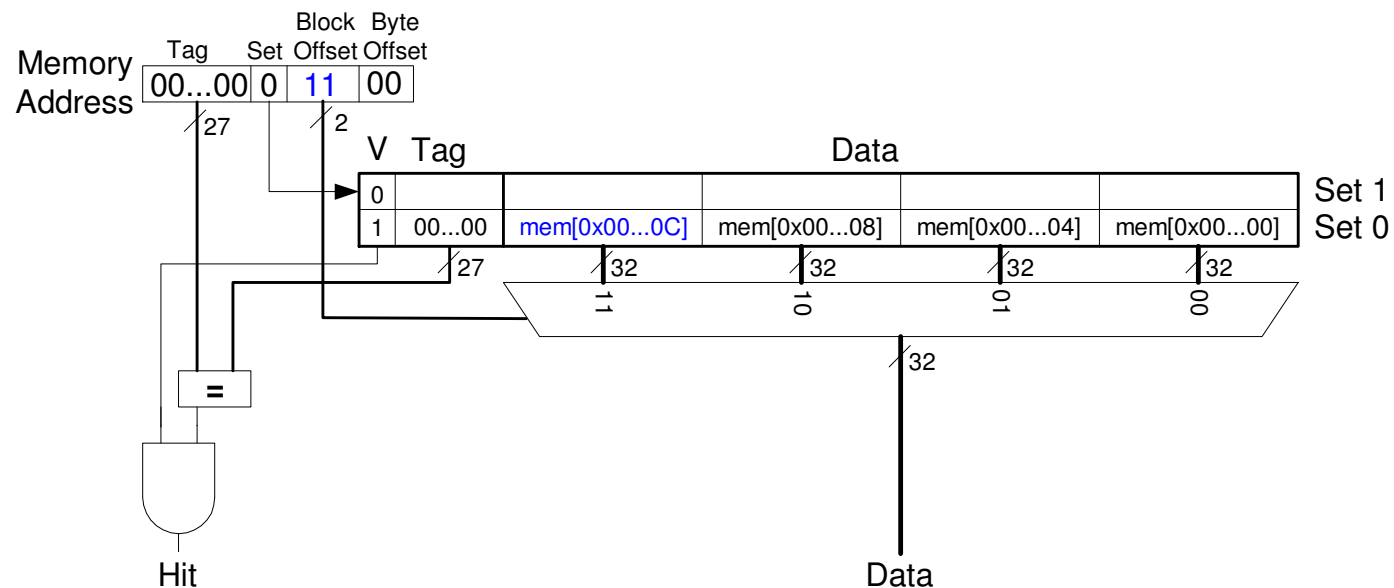 Block Byte
Tag Set Offset Offset
Memory Address 00...00 0 11 00
27 2
V Tag Data
0 Set 1
1 00...00 mem[0x00...0C] mem[0x00...08] mem[0x00...04] mem[0x00...00] Set 0
27 32 32 32 32
11 10 01 00
32
=
Hit Data